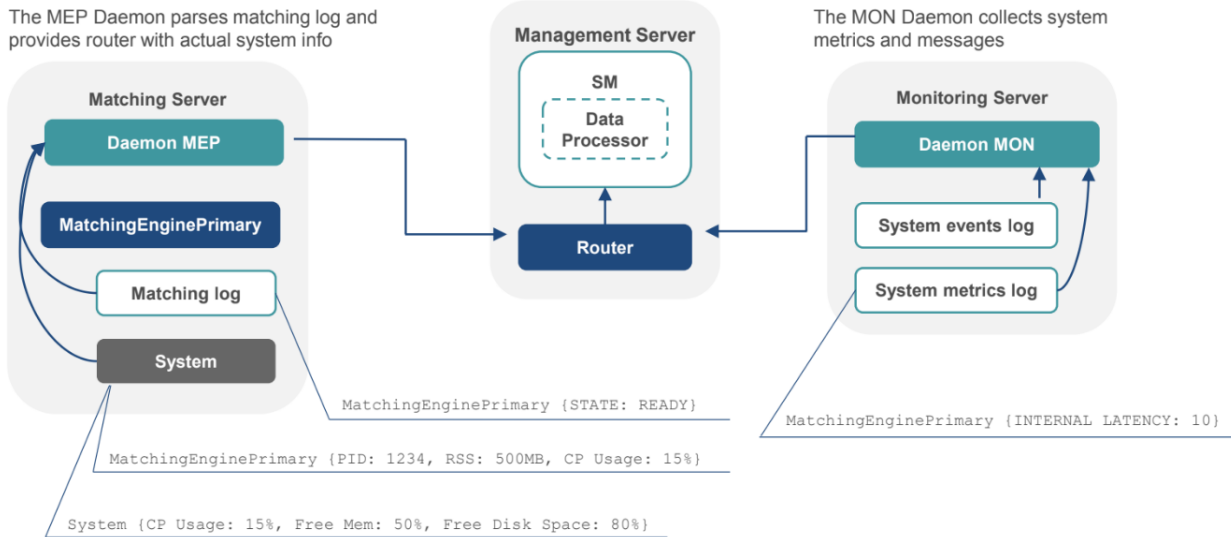 The MEP Daemon parses matching log and
provides router with actual system info
Matching Server
Daemon MEP
MatchingEnginePrimary
Matching log
System
Management Server
SM
Data
Processor
Router
The MON Daemon collects system
metrics and messages
Monitoring Server
Daemon MON
System events log
System metrics log
MatchingEnginePrimary {STATE: READY}
MatchingEnginePrimary {INTERNAL LATENCY: 10}
MatchingEnginePrimary {PID: 1234, RSS: 500MB, CP Usage: 15%}
System {CP Usage: 15%, Free Mem: 50%, Free Disk Space: 80%}